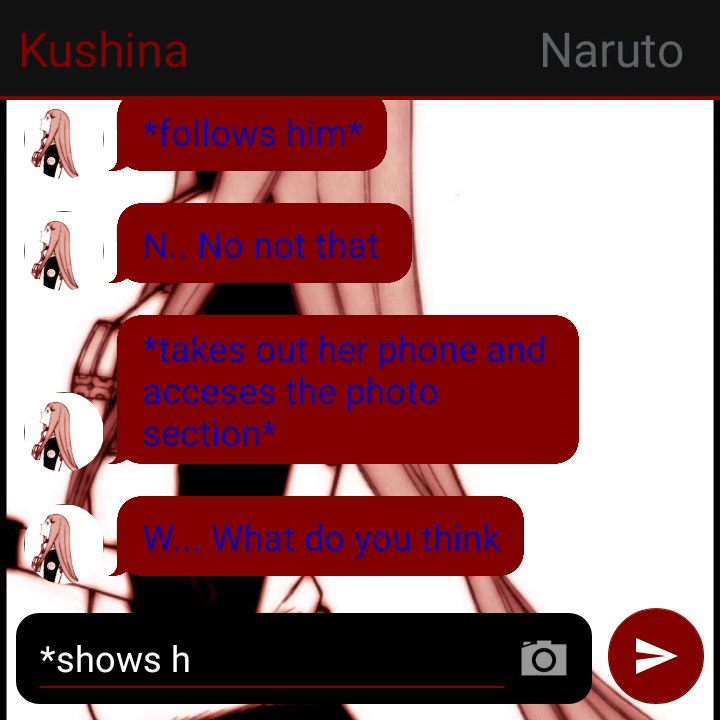 Kushina Naruto
*follows him*
N.. No not that
*takes out her phone and
acceses the photo
section*
W... What do you think
*shows h